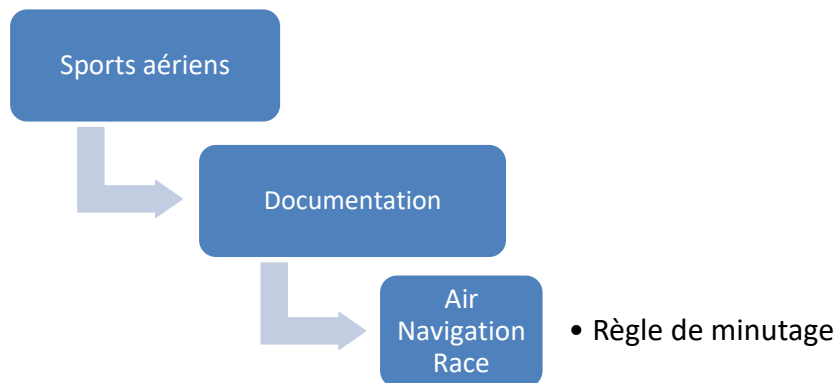 Sports aériens
Documentation
Air
Navigation
Race
• Règle de minutage